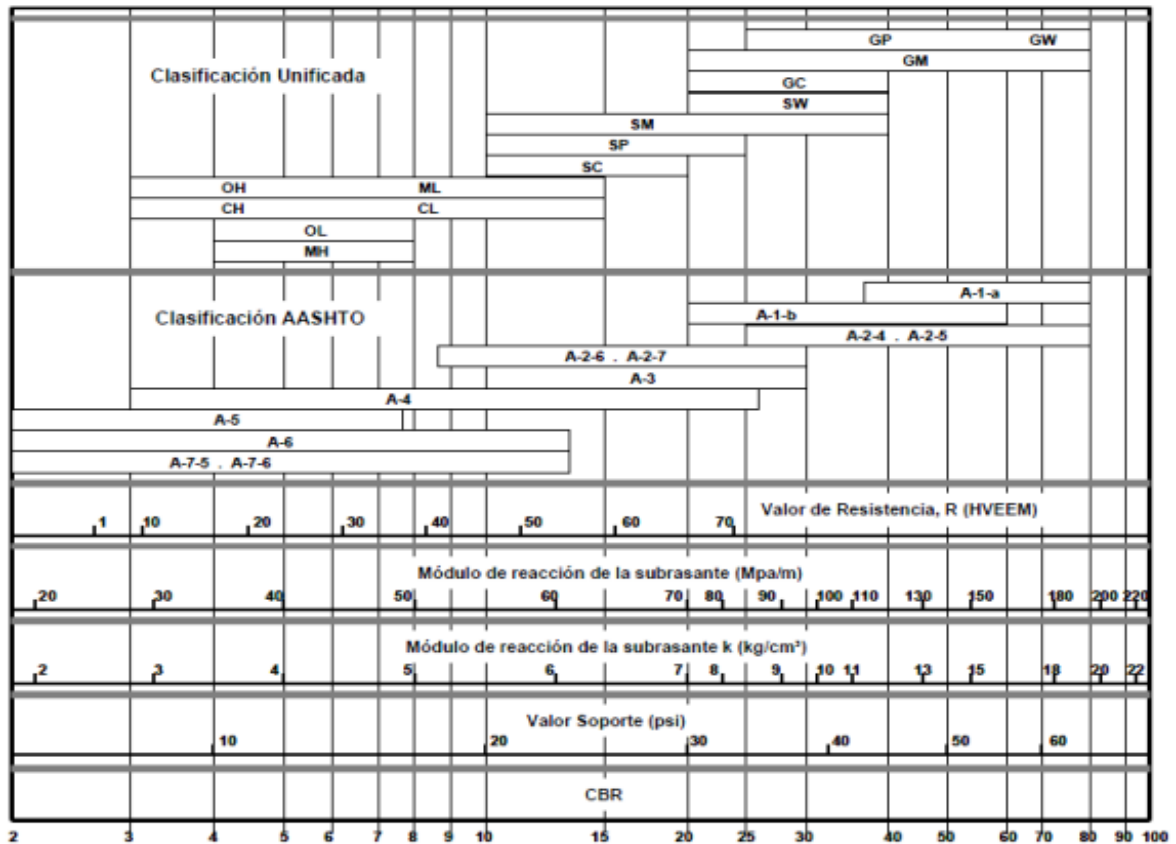 GP GW
GM
Clasificación Unificada
GC
SW
SM
SP
SC
OH ML
CH CL
OL
MH
A-1-a
Clasificación AASHTO
A-1-b
A-2-4 . A-2-5
A-2-6 . A-2-7
A-3
A-4
A-5
A-6
A-7-5 . A-7-6
Valor de Resistencia, R (HVEEM)
1 10 20 30 40 50 60 70
Módulo de reacción de la subrasante (Mpa/m)
20 30 40 50 60 70 80 90 100 110 130 150 180 200 220
Módulo de reacción de la subrasante k (kg/cm³)
2 3 4 5 6 7 8 9 10 11 13 15 18 20 22
Valor Soporte (psi)
10 20 30 40 50 60
CBR
2 3 4 5 6 7 8 9 10 15 20 25 30 40 50 60 70 80 90 100